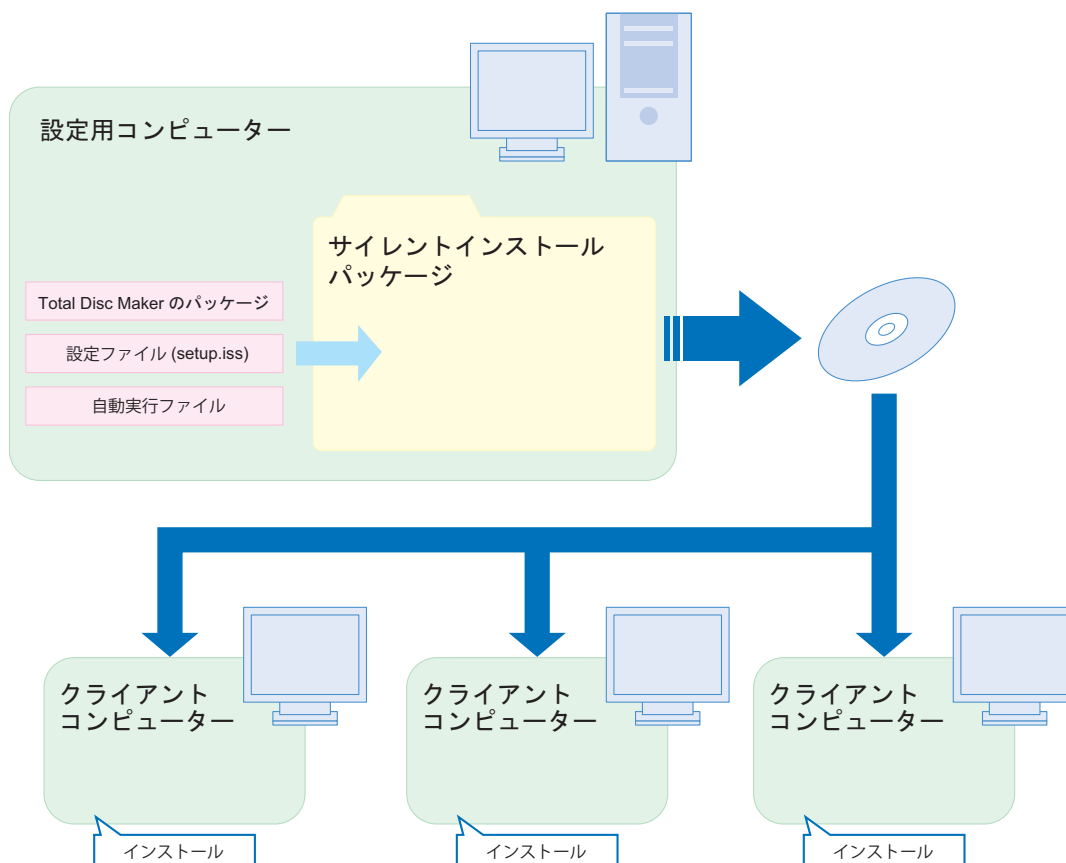 設定用コンピューター
サイレントインストール
パッケージ
Total Disc Maker のパッケージ
設定ファイル (setup.iss)
自動実行ファイル
クライアント
コンピューター
クライアント
コンピューター
クライアント
コンピューター
インストール
インストール
インストール